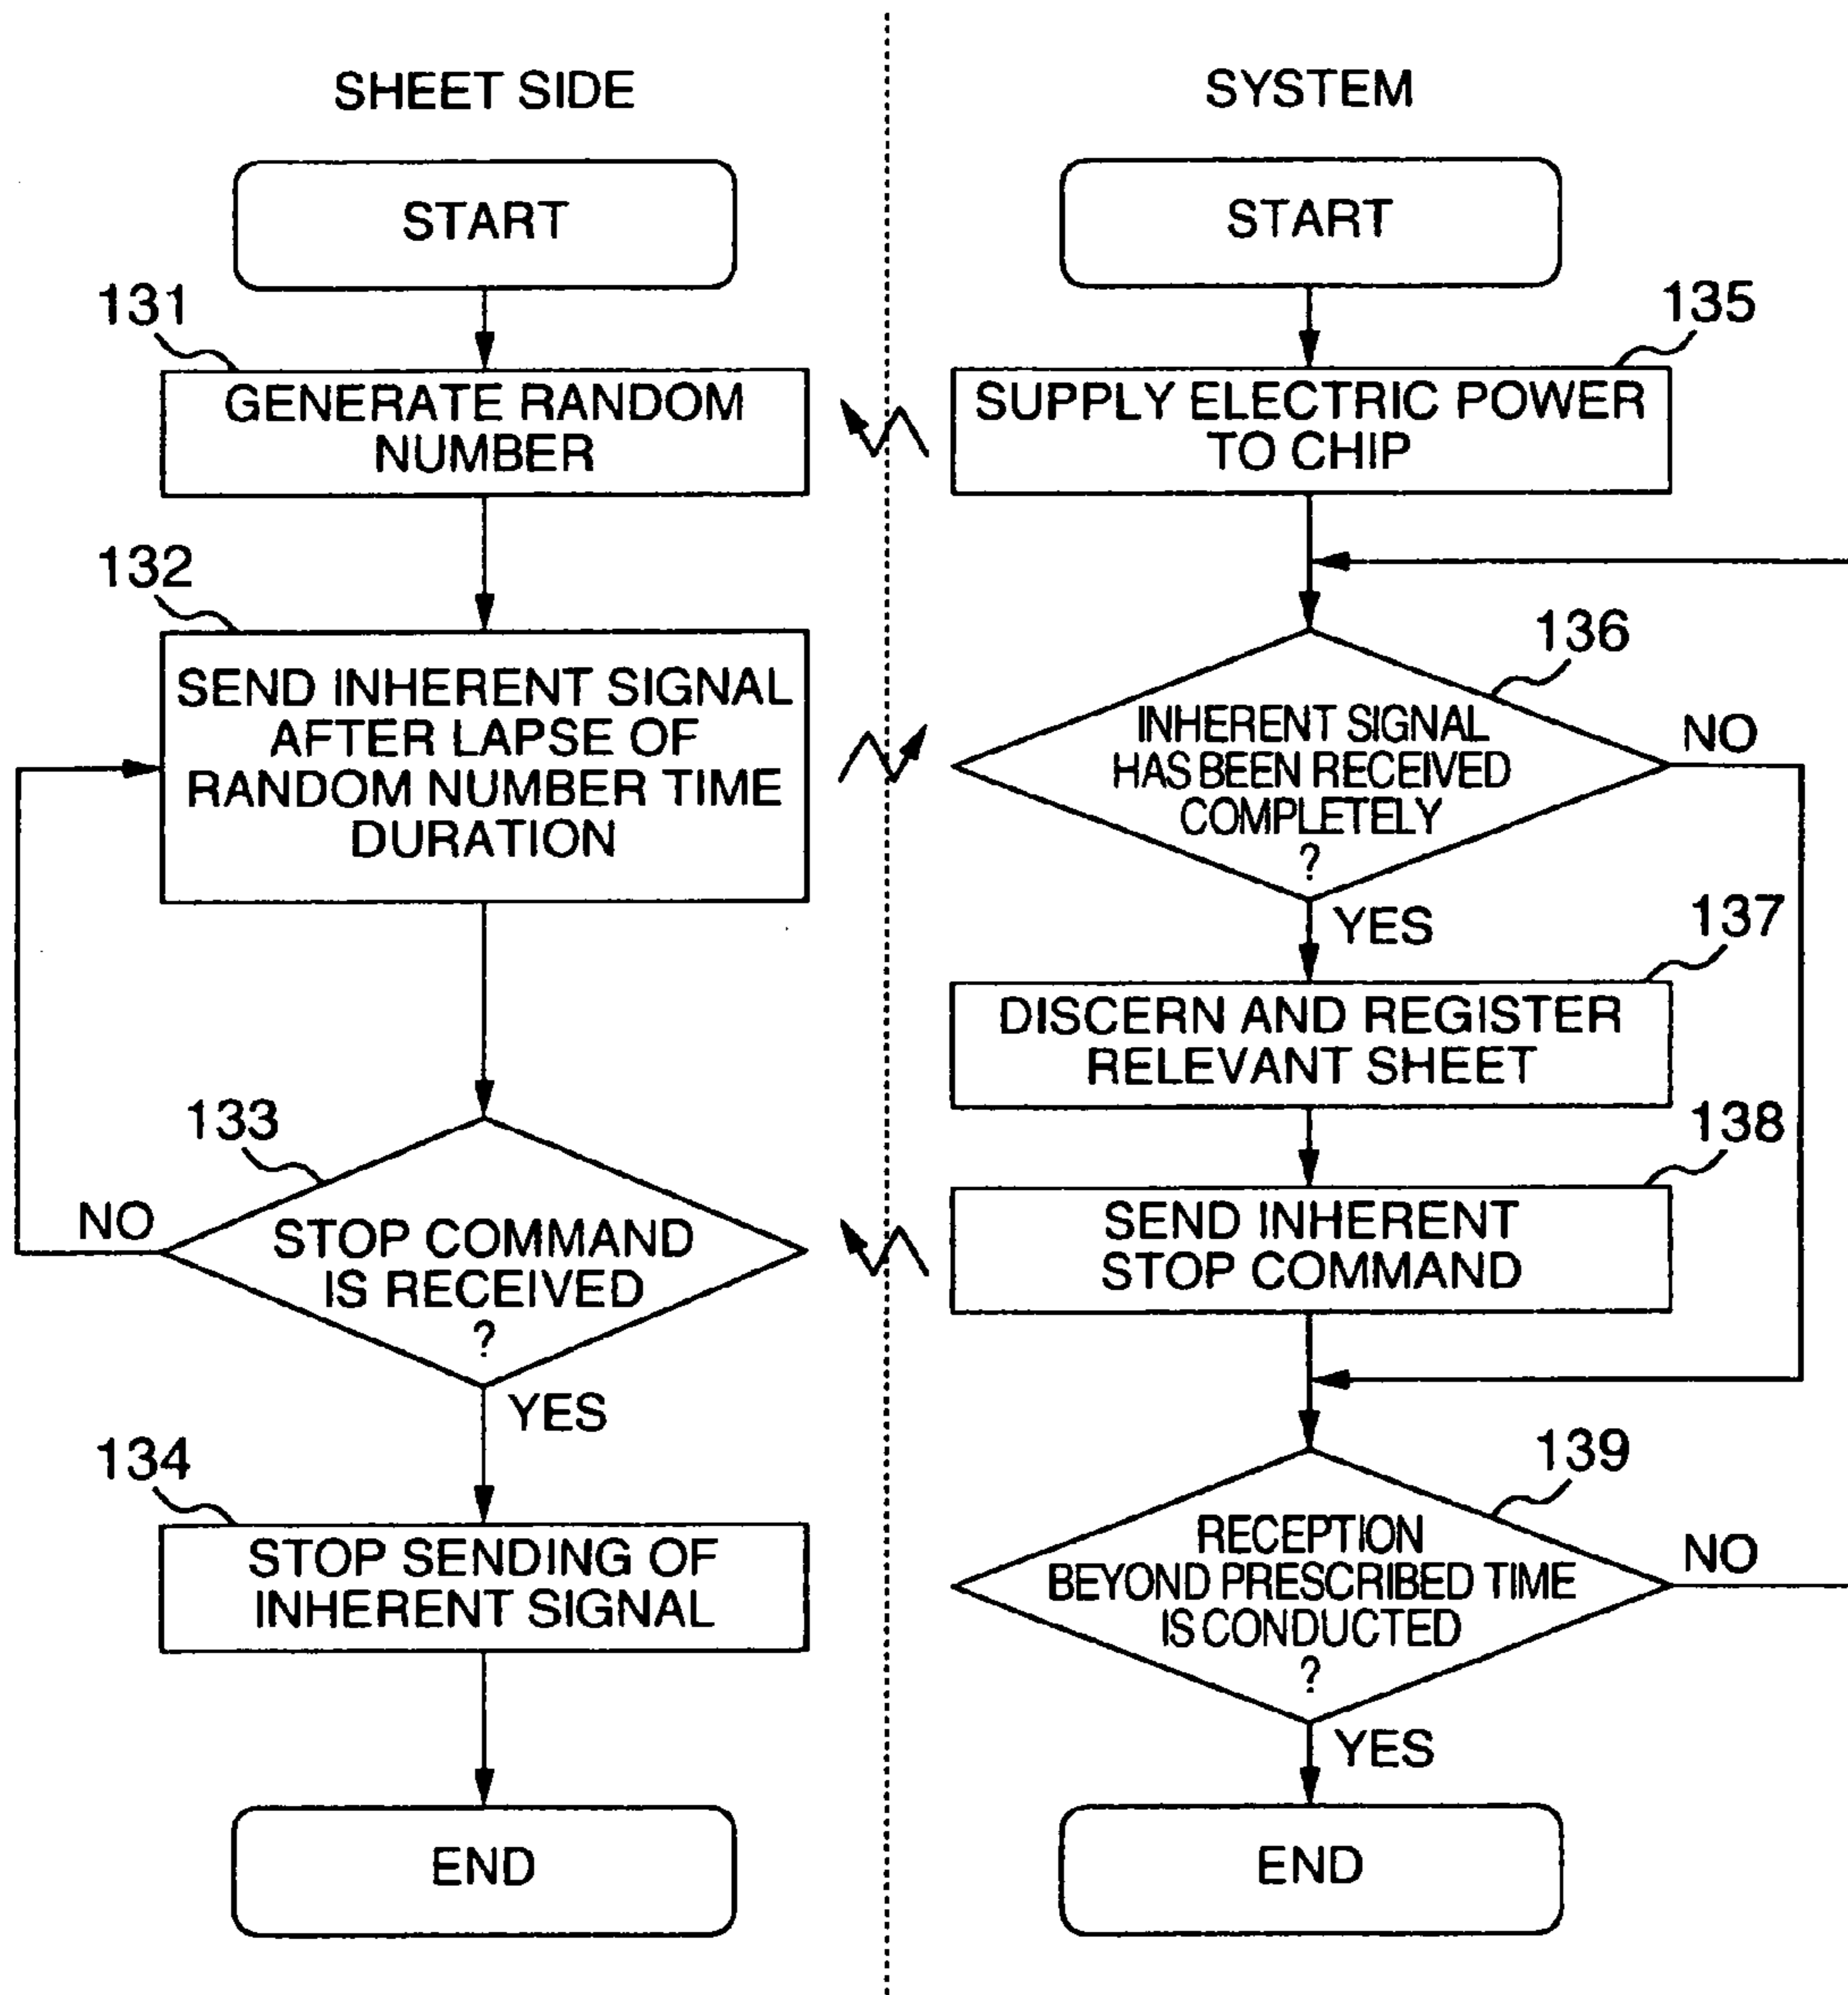 SHEET SIDE
START
131
GENERATE RANDOM
NUMBER
132
SEND INHERENT SIGNAL
AFTER LAPSE OF
RANDOM NUMBER TIME
DURATION
133
NO
STOP COMMAND
IS RECEIVED
?
YES
134
STOP SENDING OF
INHERENT SIGNAL
END
SYSTEM
START
135
SUPPLY ELECTRIC POWER
TO CHIP
136
INHERENT SIGNAL
HAS BEEN RECEIVED
COMPLETELY
?
NO
YES
137
DISCERN AND REGISTER
RELEVANT SHEET
138
SEND INHERENT
STOP COMMAND
139
RECEPTION
BEYOND PRESCRIBED TIME
IS CONDUCTED
?
NO
YES
END